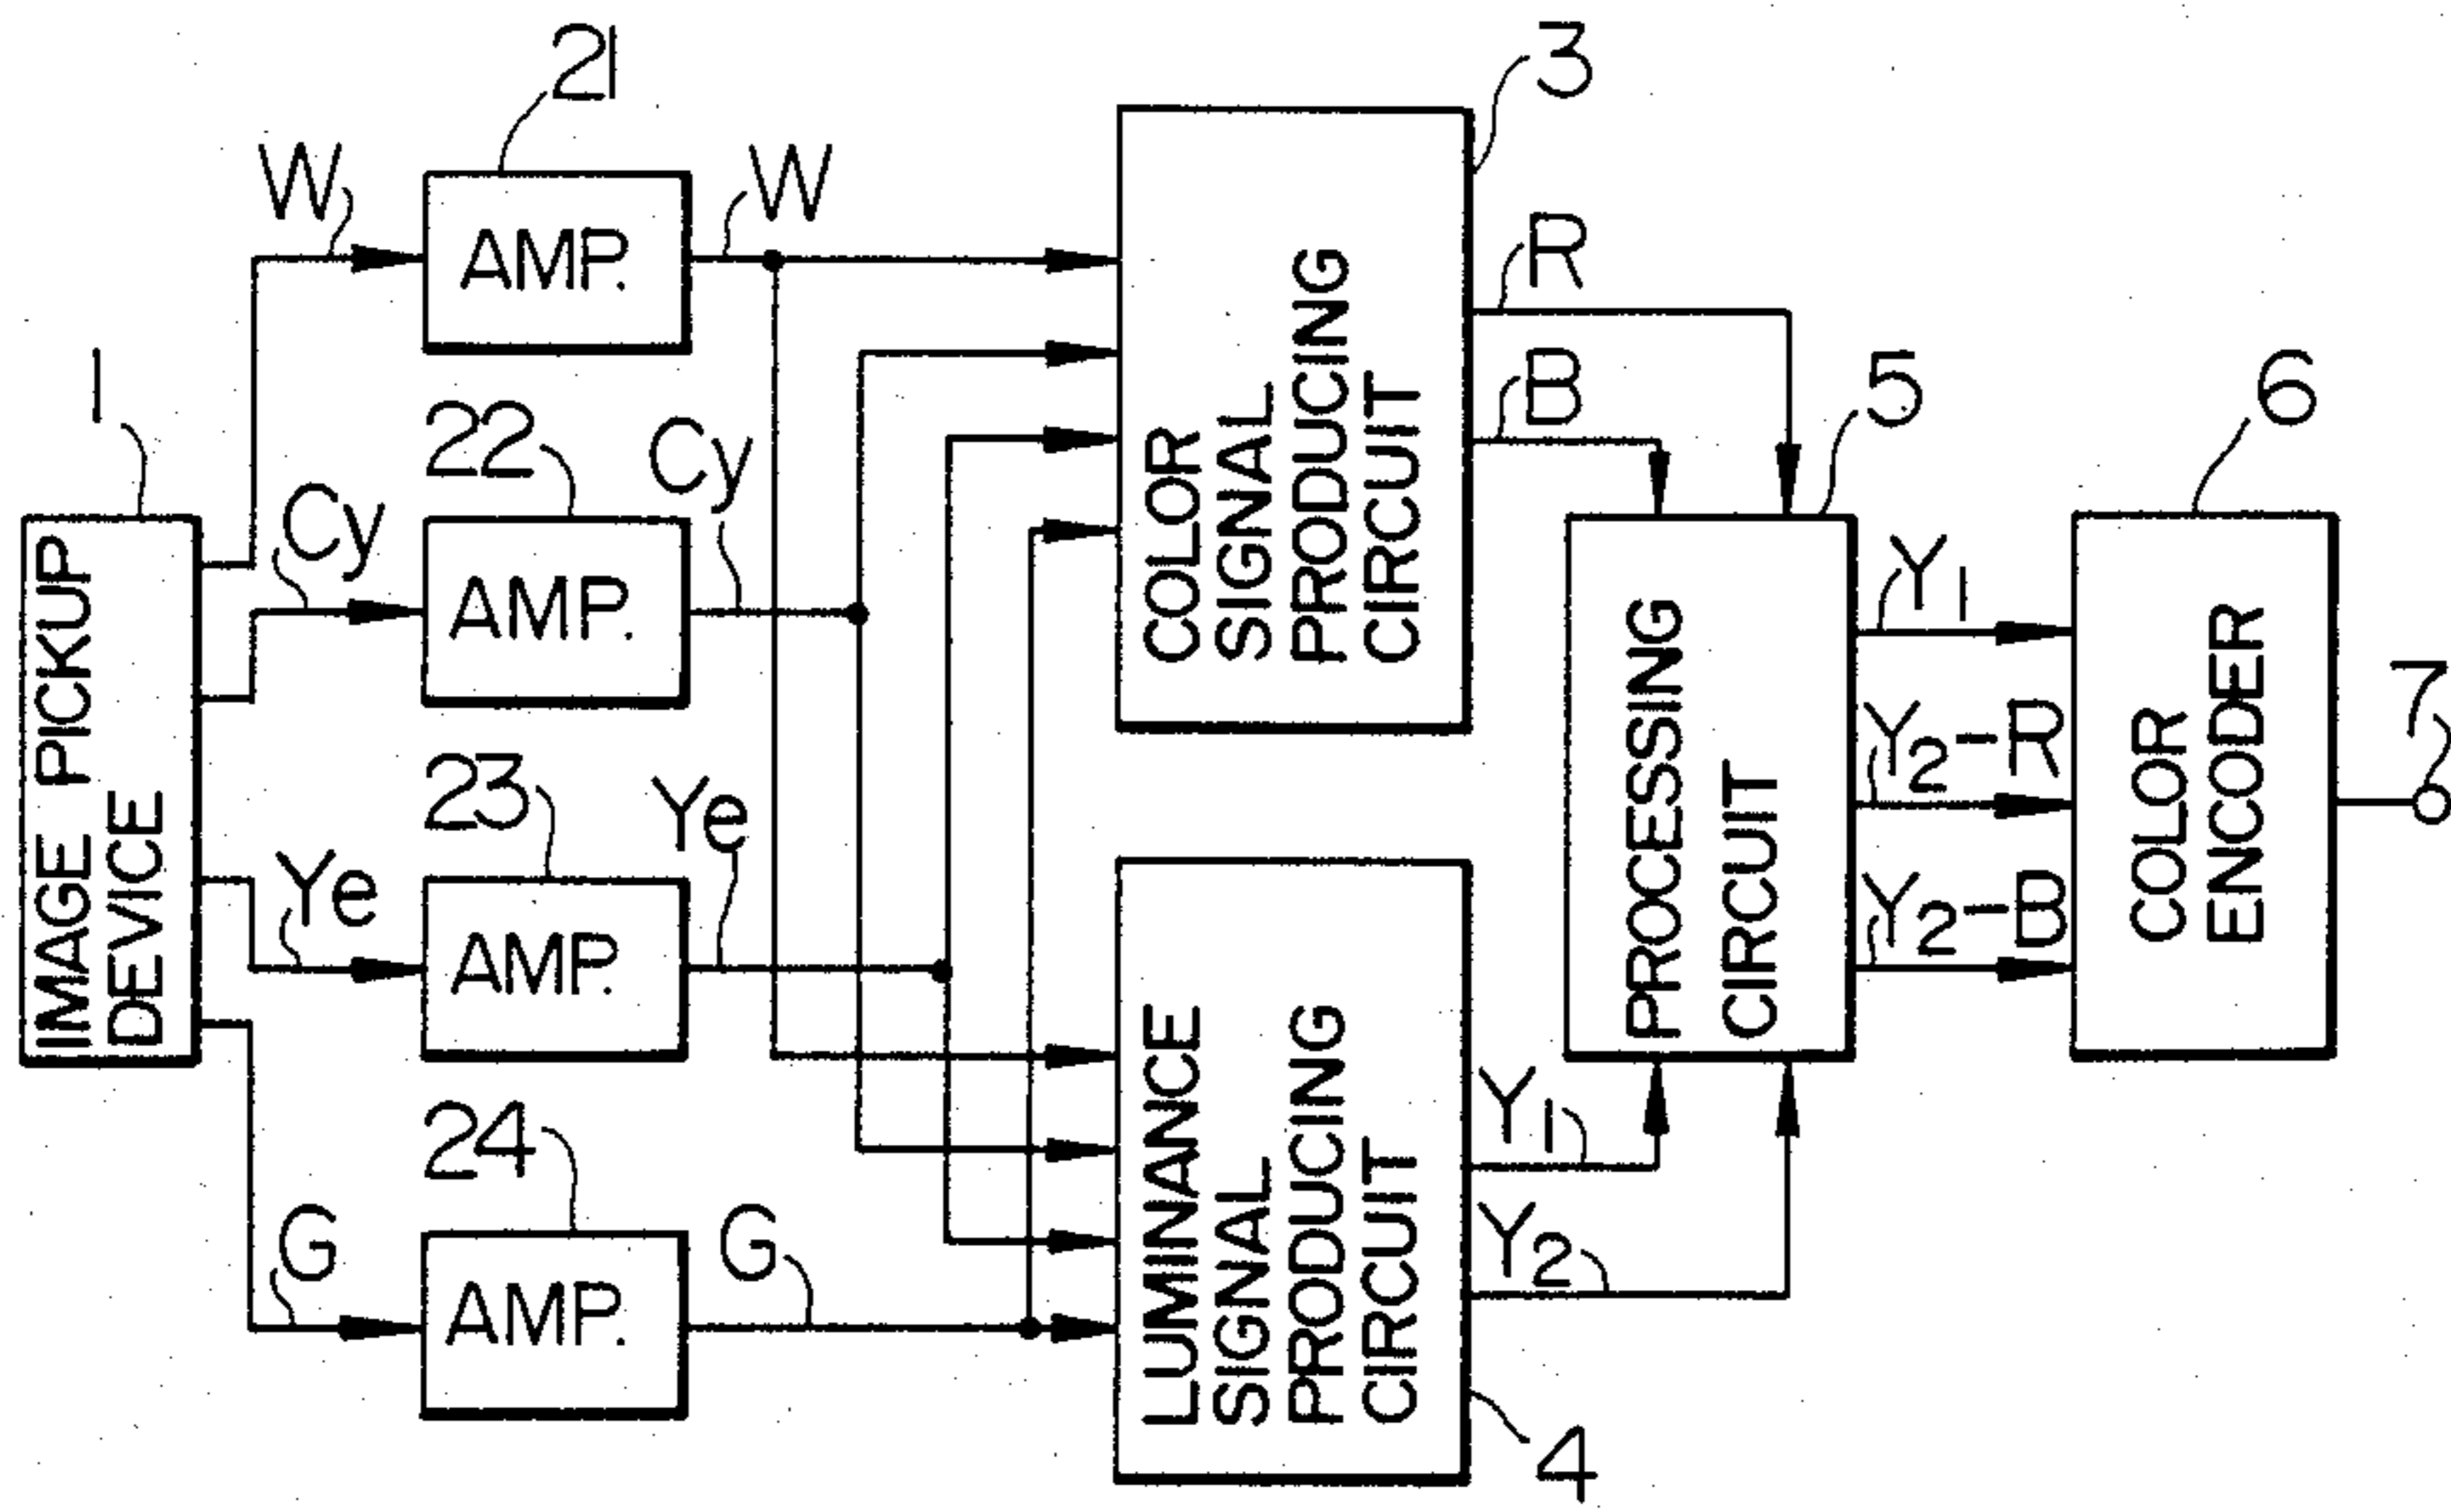 1
IMAGE PICKUP
DEVICE
W
Cy
Ye
G
21
AMP.
W
22
AMP.
Cy
23
AMP.
Ye
24
AMP.
G
3
COLOR
SIGNAL
PRODUCING
CIRCUIT
R
B
LUMINANCE
SIGNAL
PRODUCING
CIRCUIT
4
Y1
Y2
5
PROCESSING
CIRCUIT
Y1
Y2-R
Y2-B
6
COLOR
ENCODER
7